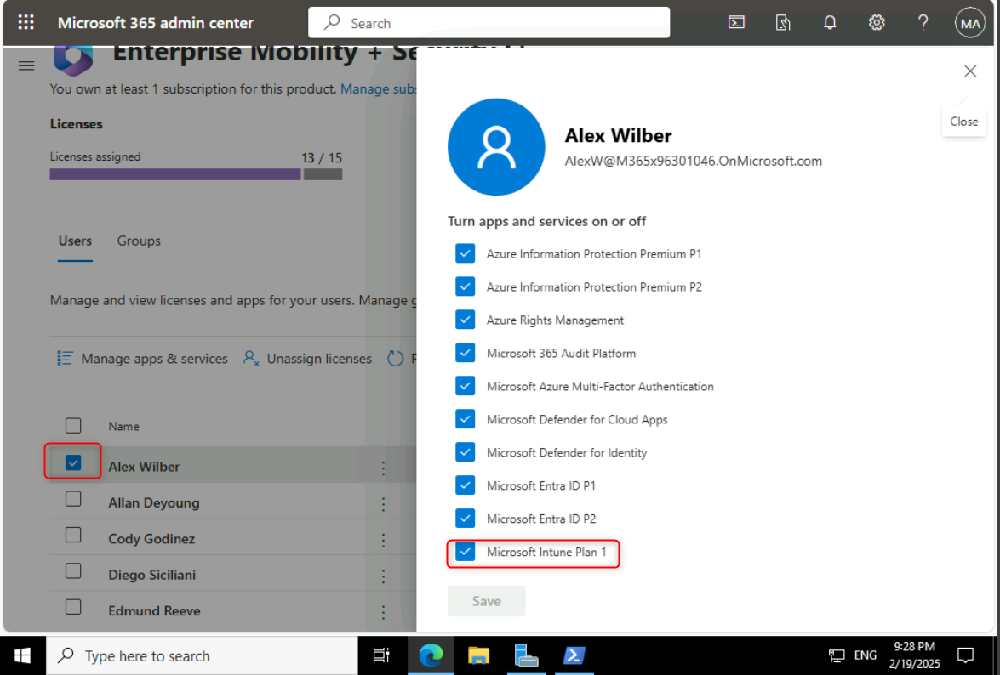 Microsoft 365 admin center
Search
MA
Enterprise Mobility + Se
You own at least 1 subscription for this product. Manage subs
Licenses
Licenses assigned
13 / 15
Users
Groups
Manage and view licenses and apps for your users. Manage g
Manage apps & services
Unassign licenses
R
Name
Alex Wilber
Allan Deyoung
Cody Godinez
Diego Siciliani
Edmund Reeve
Close
Alex Wilber
AlexW@M365x96301046.OnMicrosoft.com
Turn apps and services on or off
Azure Information Protection Premium P1
Azure Information Protection Premium P2
Azure Rights Management
Microsoft 365 Audit Platform
Microsoft Azure Multi-Factor Authentication
Microsoft Defender for Cloud Apps
Microsoft Defender for Identity
Microsoft Entra ID P1
Microsoft Entra ID P2
Microsoft Intune Plan 1
Save
Type here to search
ENG
9:28 PM
2/19/2025